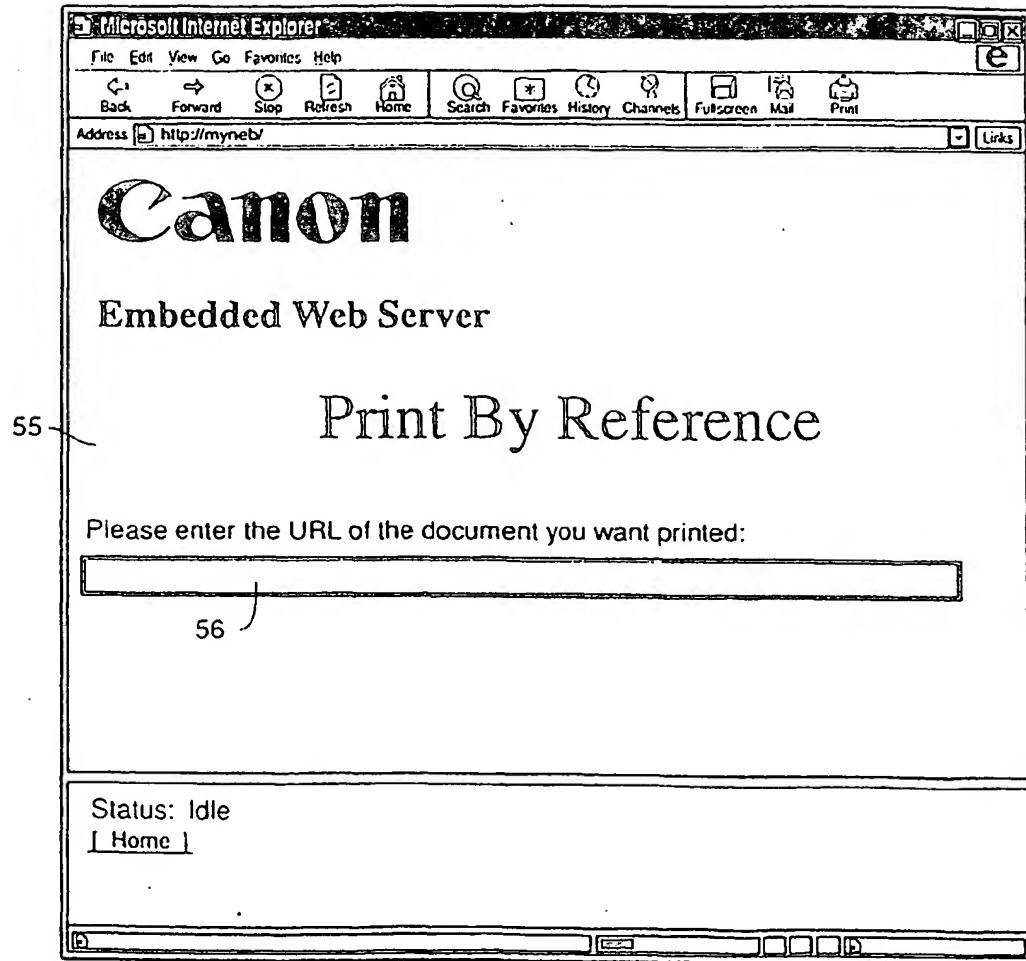 Microsoft Internet Explorer
File Edit View Go Favorites Help
Back Forward Stop Refresh Home Search Favorites History Channels Fullscreen Mail Print
Address http://myneb/ Links
Canon
Embedded Web Server
Print By Reference
55
Please enter the URL of the document you want printed:
56
Status: Idle
[ Home ]